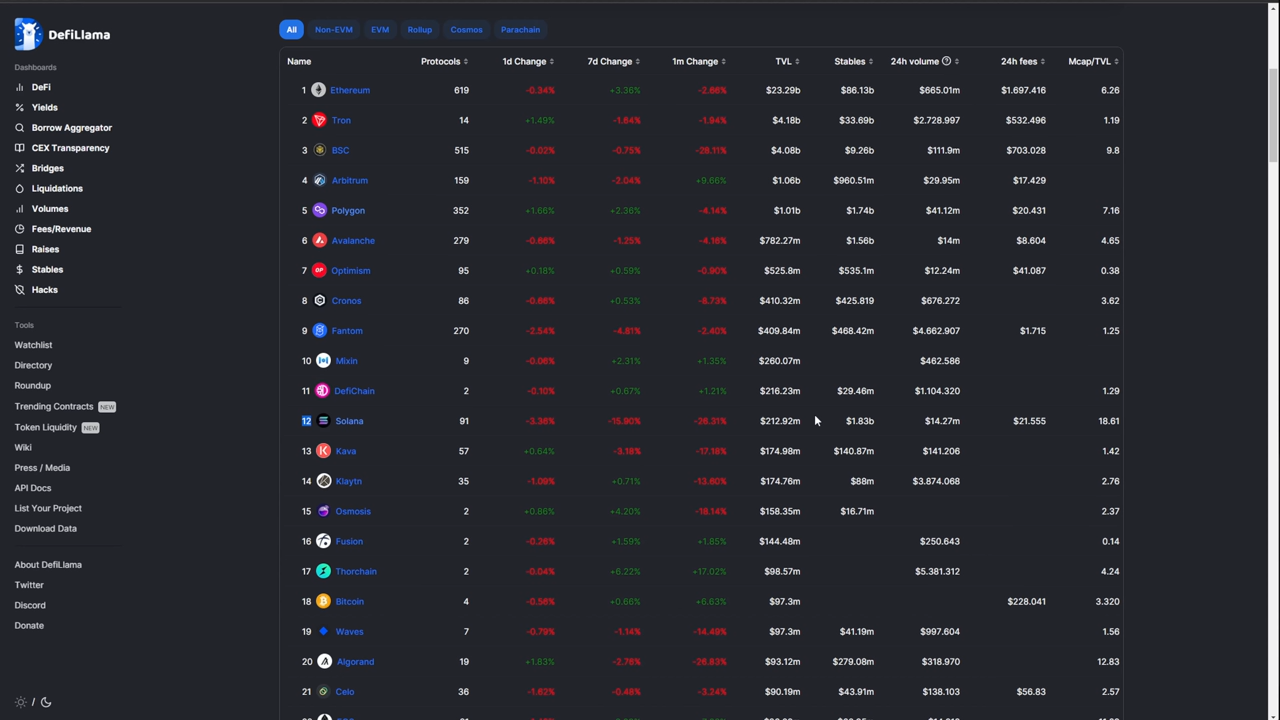 DefiLlama
Dashboards
DeFi
Yields
Borrow Aggregator
CEX Transparency
Bridges
Liquidations
Volumes
Fees/Revenue
Raises
Stables
Hacks
Tools
Watchlist
Directory
Roundup
Trending Contracts NEW
Token Liquidity NEW
Wiki
Press / Media
API Docs
List Your Project
Download Data
About DefiLlama
Twitter
Discord
Donate
/
All Non-EVM EVM Rollup Cosmos Parachain
Name Protocols 1d Change 7d Change 1m Change TVL Stables 24h volume 24h fees Mcap/TVL
1 Ethereum 619 -0.34% +3.36% -2.66% $23.29b $86.13b $665.01m $1.697.416 6.26
2 Tron 14 +1.49% -1.64% -1.94% $4.18b $33.69b $2.728.997 $532.496 1.19
3 BSC 515 -0.02% -0.75% -26.11% $4.08b $9.26b $111.9m $703.028 9.8
4 Arbitrum 159 -1.10% -2.04% +9.66% $1.06b $960.51m $29.95m $17.429
5 Polygon 352 +1.66% +2.36% -4.14% $1.01b $1.74b $41.12m $20.431 7.16
6 Avalanche 279 -0.66% -1.25% -4.16% $782.27m $1.56b $14m $8.604 4.65
7 OP Optimism 95 +0.18% +0.59% -0.90% $525.8m $535.1m $12.24m $41.087 0.38
8 Cronos 86 -0.66% +0.53% -8.73% $410.32m $425.819 $676.272 3.62
9 Fantom 270 -2.54% -4.81% -2.40% $409.84m $468.42m $4.662.907 $1.715 1.25
10 Mixin 9 -0.06% +2.31% +1.35% $260.07m $462.586
11 DefiChain 2 -0.10% +0.67% +1.21% $216.23m $29.46m $1.104.320 1.29
12 Solana 91 -3.36% -15.90% -26.31% $212.92m $1.83b $14.27m $21.555 18.61
13 Kava 57 +0.64% -3.18% -17.18% $174.98m $140.87m $141.206 1.42
14 Klaytn 35 -1.09% +0.71% -13.60% $174.76m $88m $3.874.068 2.76
15 Osmosis 2 +0.66% +4.20% -18.14% $158.35m $16.71m 2.37
16 Fusion 2 -0.26% +1.59% +1.85% $144.48m $250.643 0.14
17 Thorchain 2 -0.04% +6.22% +17.02% $98.57m $5.381.312 4.24
18 Bitcoin 4 -0.56% +0.66% +6.63% $97.3m $228.041 3.320
19 Waves 7 -0.79% -1.14% -14.49% $97.3m $41.19m $997.604 1.56
20 Algorand 19 +1.83% -2.76% -26.83% $93.12m $279.08m $318.970 12.83
21 Celo 36 -1.62% -0.48% -3.24% $90.19m $43.91m $138.103 $56.83 2.57